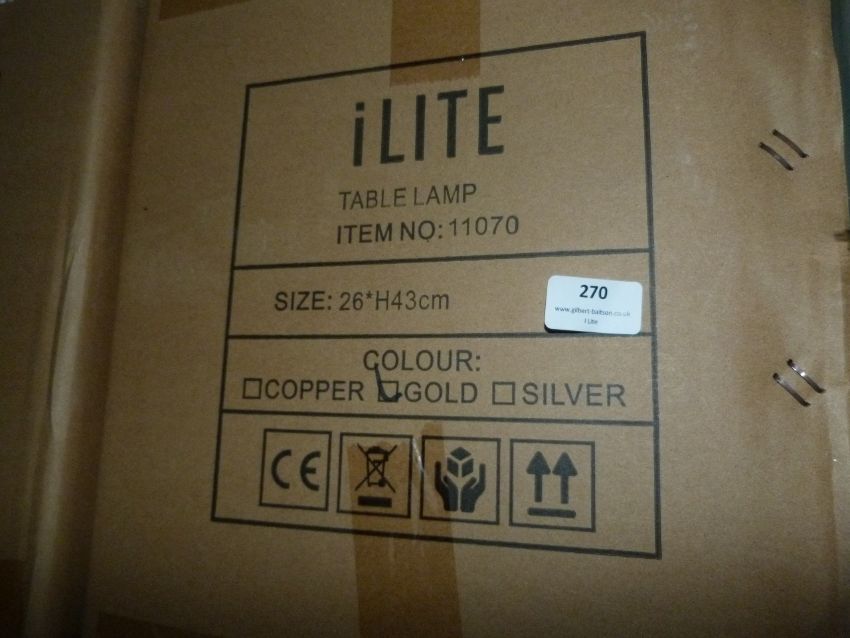 iLITE
TABLE LAMP
ITEM NO: 11070
SIZE: 26*H43cm
270
www.gilbert-baitson.co.uk
I Lite
COLOUR:
☐COPPER ☑GOLD ☐SILVER
CE